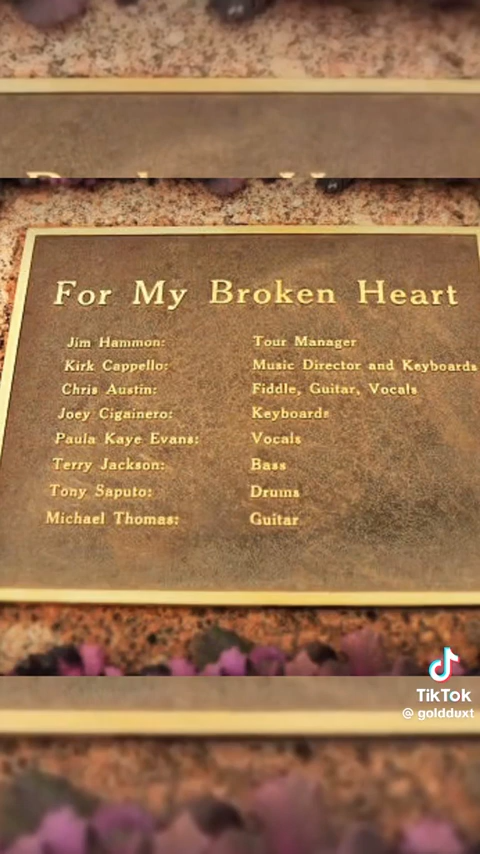 For My Broken Heart
Jim Hammon: Tour Manager
Kirk Cappello: Music Director and Keyboards
Chris Austin: Fiddle, Guitar, Vocals
Joey Cigainero: Keyboards
Paula Kaye Evans: Vocals
Terry Jackson: Bass
Tony Saputo: Drums
Michael Thomas: Guitar
TikTok
@ goldduxt